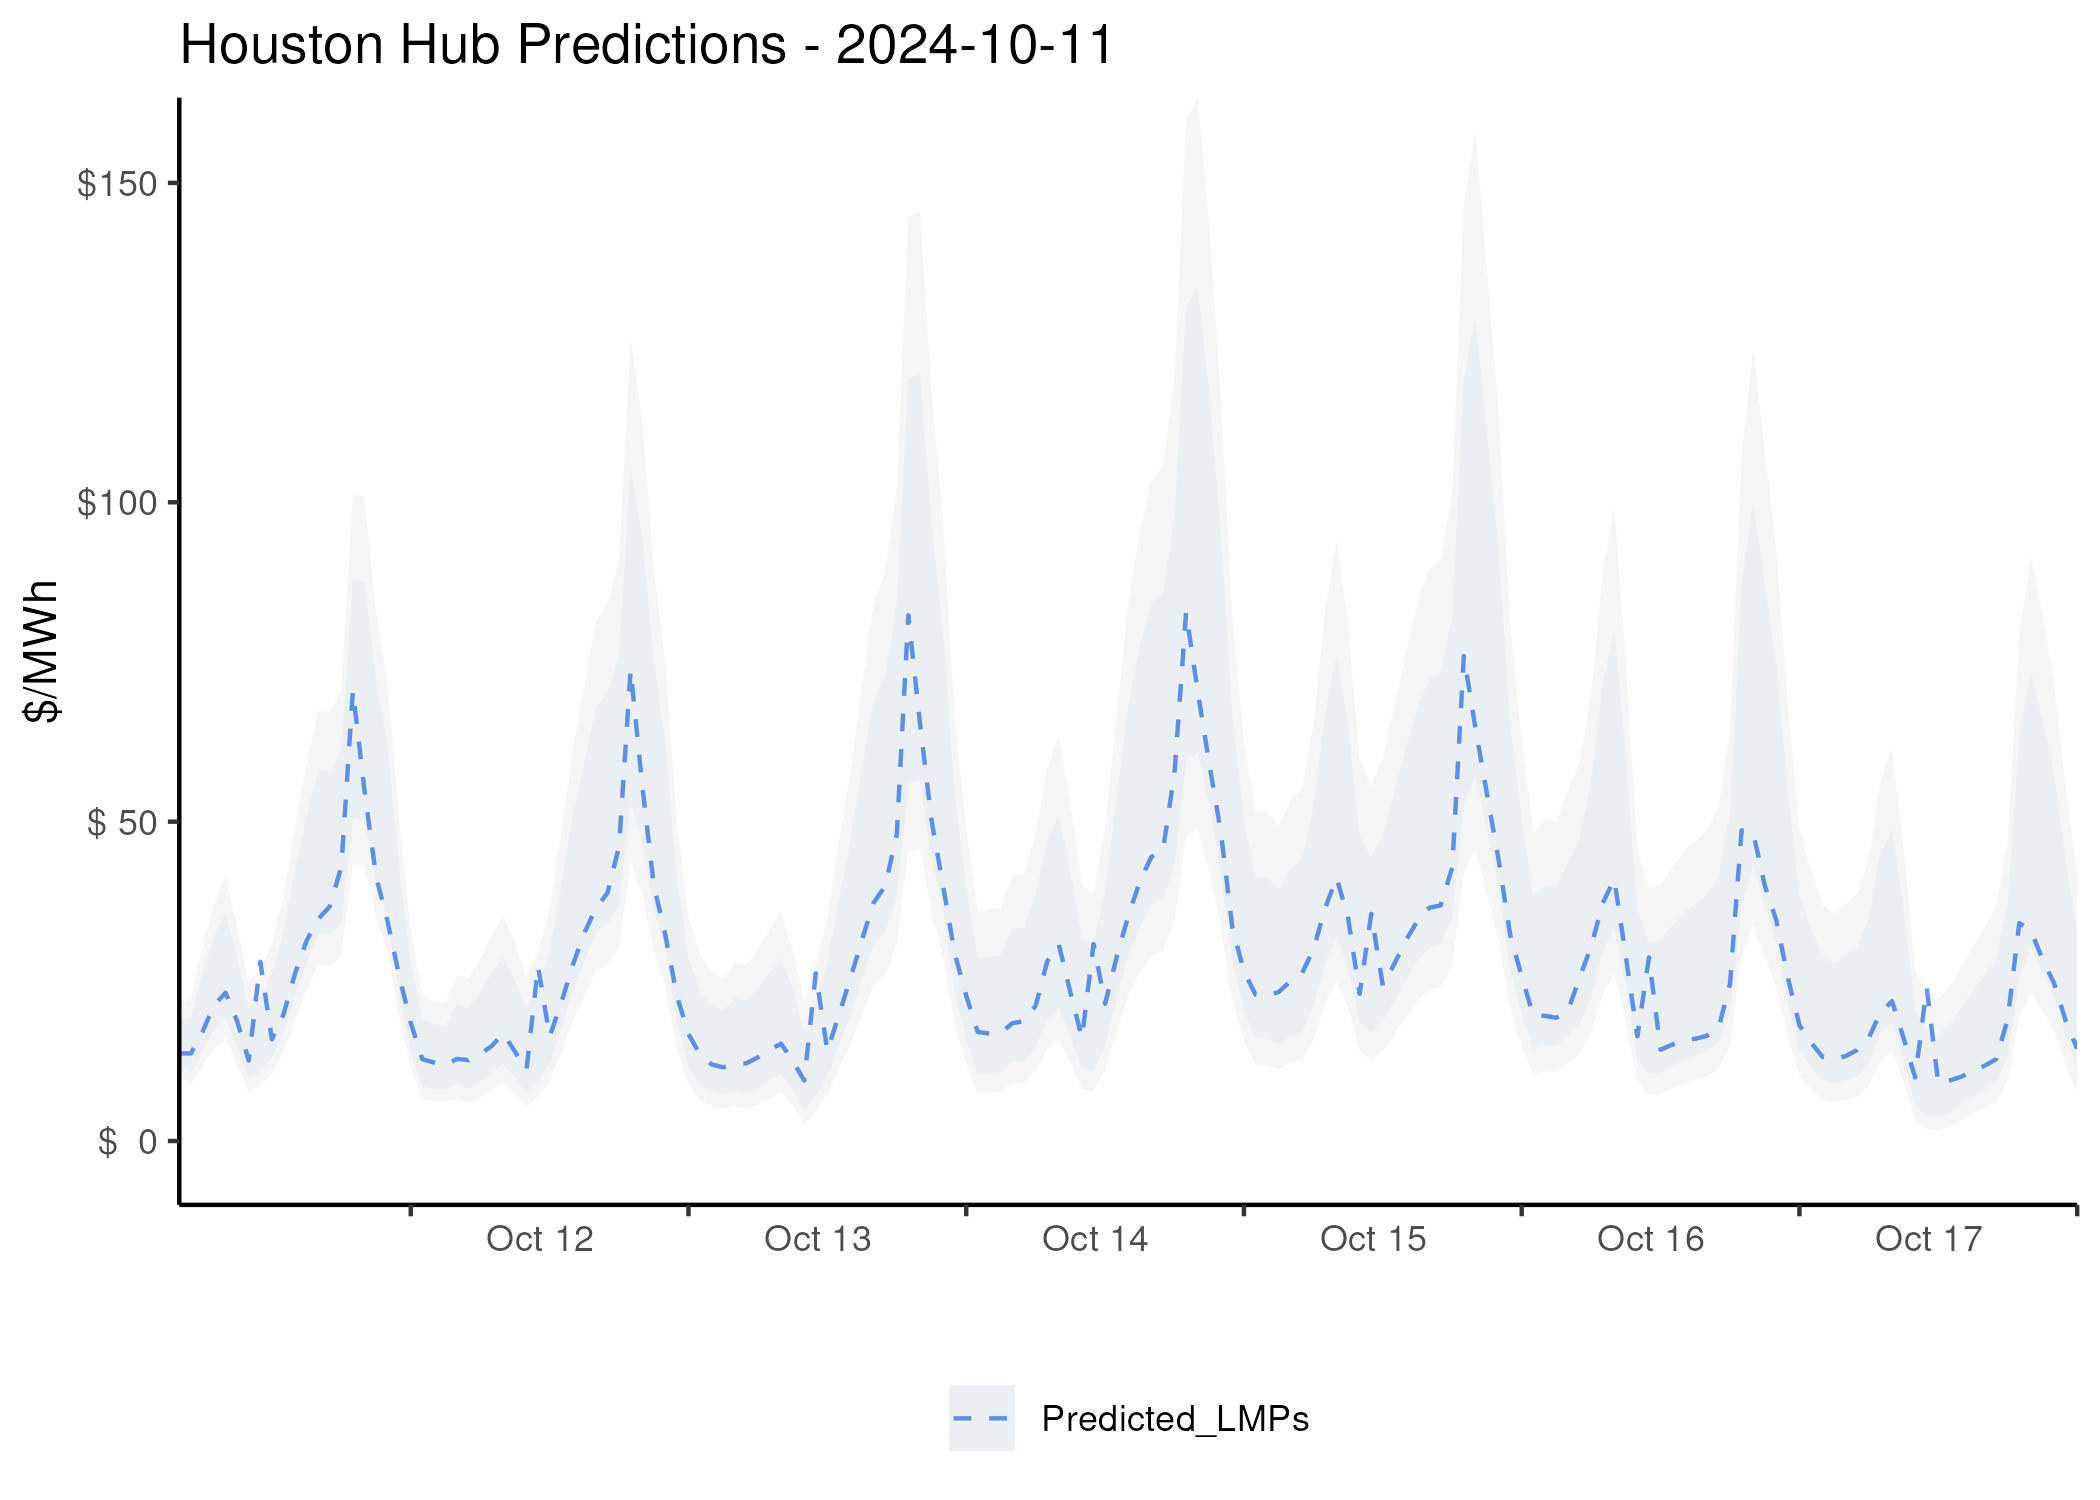 Houston Hub Predictions - 2024-10-11
$/MWh
$150
$100
$ 50
$  0
Oct 12
Oct 13
Oct 14
Oct 15
Oct 16
Oct 17
Predicted_LMPs